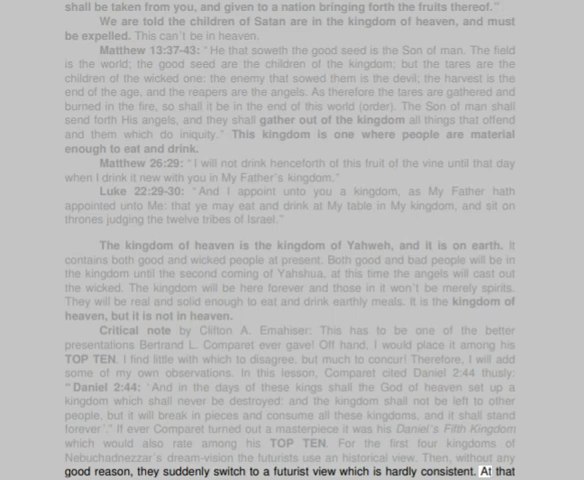 shall be taken from you, and given to a nation bringing forth the fruits thereof."
We are told the children of Satan are in the kingdom of heaven, and must
be expelled. This can't be in heaven.
Matthew 13:37-43: "He that soweth the good seed is the Son of man. The field
is the world; the good seed are the children of the kingdom; but the tares are the
children of the wicked one: the enemy that sowed them is the devil; the harvest is the
end of the age, and the reapers are the angels. As therefore the tares are gathered and
burned in the fire, so shall it be in the end of this world (order). The Son of man shall
send forth His angels, and they shall gather out of the kingdom all things that offend
and them which do iniquity." This kingdom is one where people are material
enough to eat and drink.
Matthew 26:29: "I will not drink henceforth of this fruit of the vine until that day
when I drink it new with you in My Father's kingdom."
Luke 22:29-30: "And I appoint unto you a kingdom, as My Father hath
appointed unto Me: that ye may eat and drink at My table in My kingdom, and sit on
thrones judging the twelve tribes of Israel."
The kingdom of heaven is the kingdom of Yahweh, and it is on earth. It
contains both good and wicked people at present. Both good and bad people will be in
the kingdom until the second coming of Yahshua, at this time the angels will cast out
the wicked. The kingdom will be here forever and those in it won't be merely spirits.
They will be real and solid enough to eat and drink earthly meals. It is the kingdom of
heaven, but it is not in heaven.
Critical note by Clifton A. Emahiser: This has to be one of the better
presentations Bertrand L. Comparet ever gave! Off hand, I would place it among his
TOP TEN. I find little with which to disagree, but much to concur! Therefore, I will add
some of my own observations. In this lesson, Comparet cited Daniel 2:44 thusly:
"Daniel 2:44: 'And in the days of these kings shall the God of heaven set up a
kingdom which shall never be destroyed: and the kingdom shall not be left to other
people, but it will break in pieces and consume all these kingdoms, and it shall stand
forever'." If ever Comparet turned out a masterpiece it was his Daniel's Fifth Kingdom
which would also rate among his TOP TEN. For the first four kingdoms of
Nebuchadnezzar's dream-vision the futurists use an historical view. Then, without any
good reason, they suddenly switch to a futurist view which is hardly consistent. At that